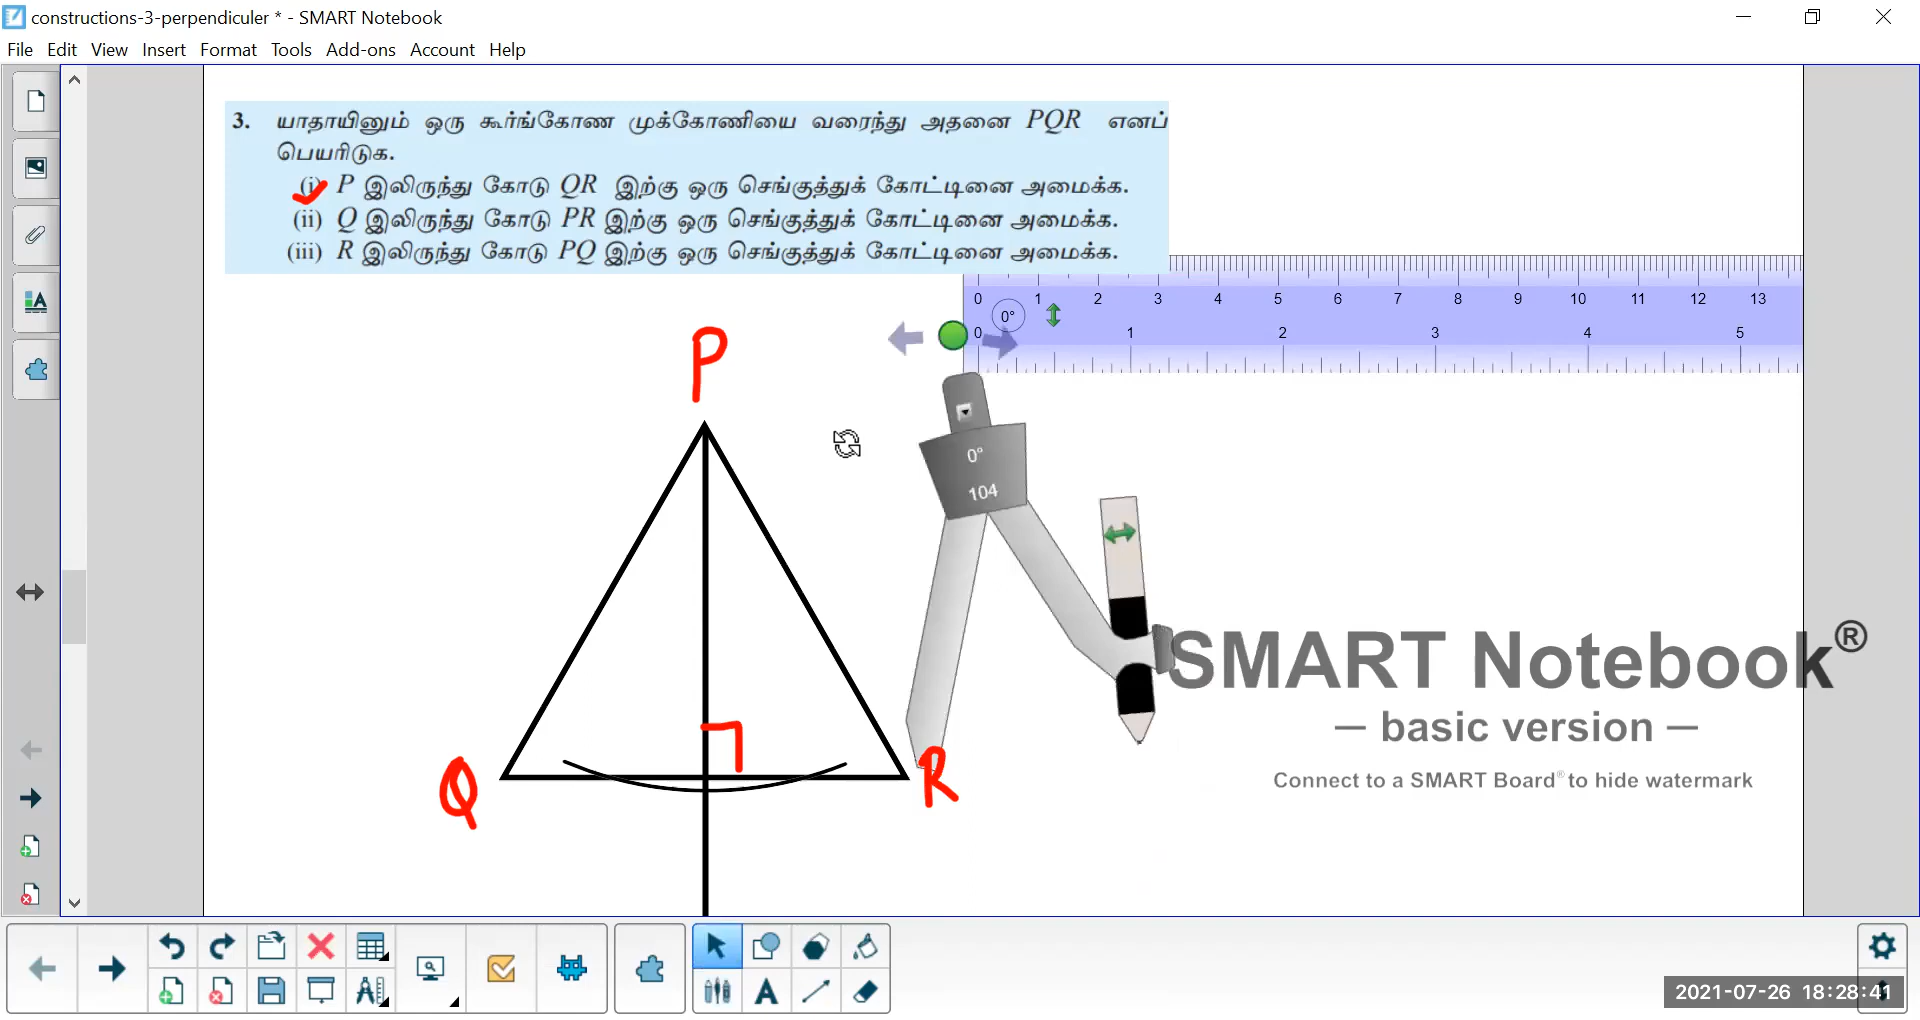 constructions-3-perpendiculer * - SMART Notebook
File Edit View Insert Format Tools Add-ons Account Help
3. யாதாயினும் ஒரு கூர்ங்கோண முக்கோணியை வரைந்து அதனை PQR எனப்
பெயரிடுக.
(i) P இலிருந்து கோடு QR இற்கு ஒரு செங்குத்துக் கோட்டினை அமைக்க.
(ii) Q இலிருந்து கோடு PR இற்கு ஒரு செங்குத்துக் கோட்டினை அமைக்க.
(iii) R இலிருந்து கோடு PQ இற்கு ஒரு செங்குத்துக் கோட்டினை அமைக்க.
0 1 2 3 4 5 6 7 8 9 10 11 12 13
0°
0 1 2 3 4 5
P
0°
104
SMART Notebook®
— basic version —
Connect to a SMART Board® to hide watermark
Q
R
2021-07-26 18:28:41